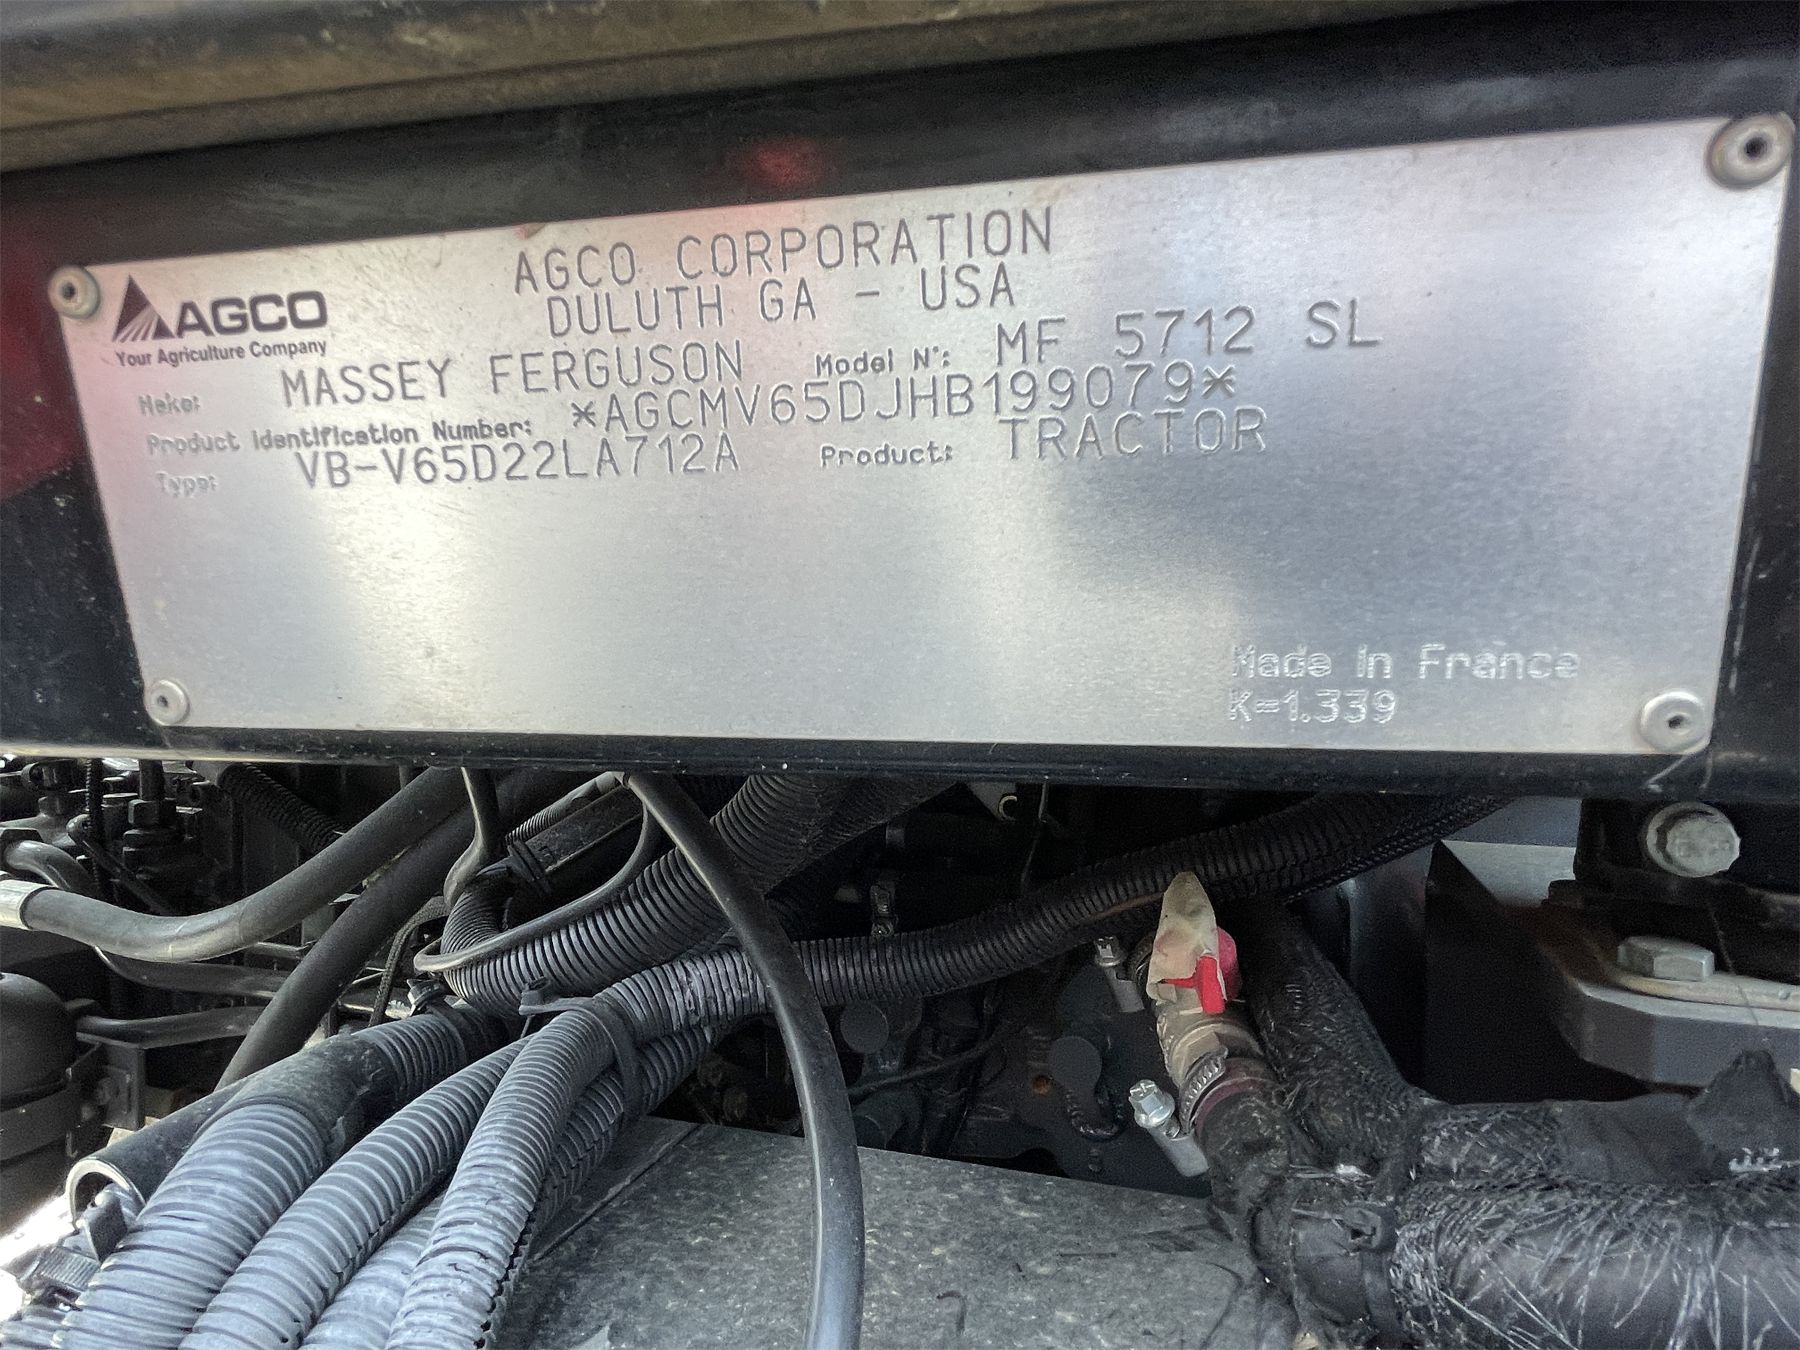 AGCO
Your Agriculture Company
AGCO CORPORATION
DULUTH GA - USA
Make: MASSEY FERGUSON Model N°: MF 5712 SL
Product Identification Number: *AGCMV65DJHB199079*
Type: VB-V65D22LA712A Product: TRACTOR
Made in France
K=1.339